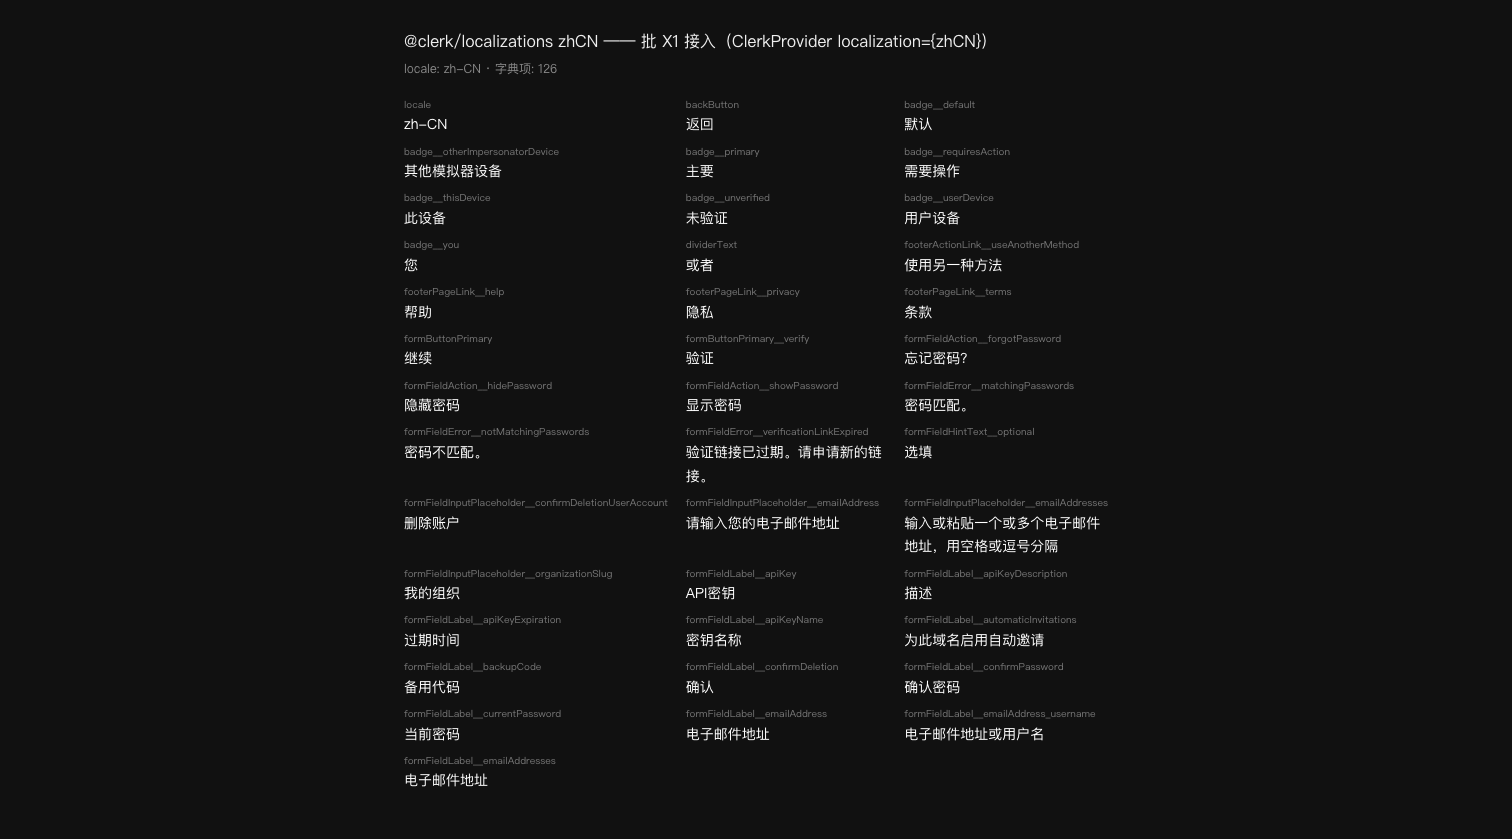 @clerk/localizations zhCN —— 批 X1 接入（ClerkProvider localization={zhCN}）
locale: zh-CN · 字典项: 126
locale backButton badge__default
zh-CN 返回 默认
badge__otherImpersonatorDevice badge__primary badge__requiresAction
其他模拟器设备 主要 需要操作
badge__thisDevice badge__unverified badge__userDevice
此设备 未验证 用户设备
badge__you dividerText footerActionLink__useAnotherMethod
您 或者 使用另一种方法
footerPageLink__help footerPageLink__privacy footerPageLink__terms
帮助 隐私 条款
formButtonPrimary formButtonPrimary__verify formFieldAction__forgotPassword
继续 验证 忘记密码？
formFieldAction__hidePassword formFieldAction__showPassword formFieldError__matchingPasswords
隐藏密码 显示密码 密码匹配。
formFieldError__notMatchingPasswords formFieldError__verificationLinkExpired formFieldHintText__optional
密码不匹配。 验证链接已过期。请申请新的链 选填
接。
formFieldInputPlaceholder__confirmDeletionUserAccount formFieldInputPlaceholder__emailAddress formFieldInputPlaceholder__emailAddresses
删除账户 请输入您的电子邮件地址 输入或粘贴一个或多个电子邮件
地址，用空格或逗号分隔
formFieldInputPlaceholder__organizationSlug formFieldLabel__apiKey formFieldLabel__apiKeyDescription
我的组织 API密钥 描述
formFieldLabel__apiKeyExpiration formFieldLabel__apiKeyName formFieldLabel__automaticInvitations
过期时间 密钥名称 为此域名启用自动邀请
formFieldLabel__backupCode formFieldLabel__confirmDeletion formFieldLabel__confirmPassword
备用代码 确认 确认密码
formFieldLabel__currentPassword formFieldLabel__emailAddress formFieldLabel__emailAddress_username
当前密码 电子邮件地址 电子邮件地址或用户名
formFieldLabel__emailAddresses
电子邮件地址